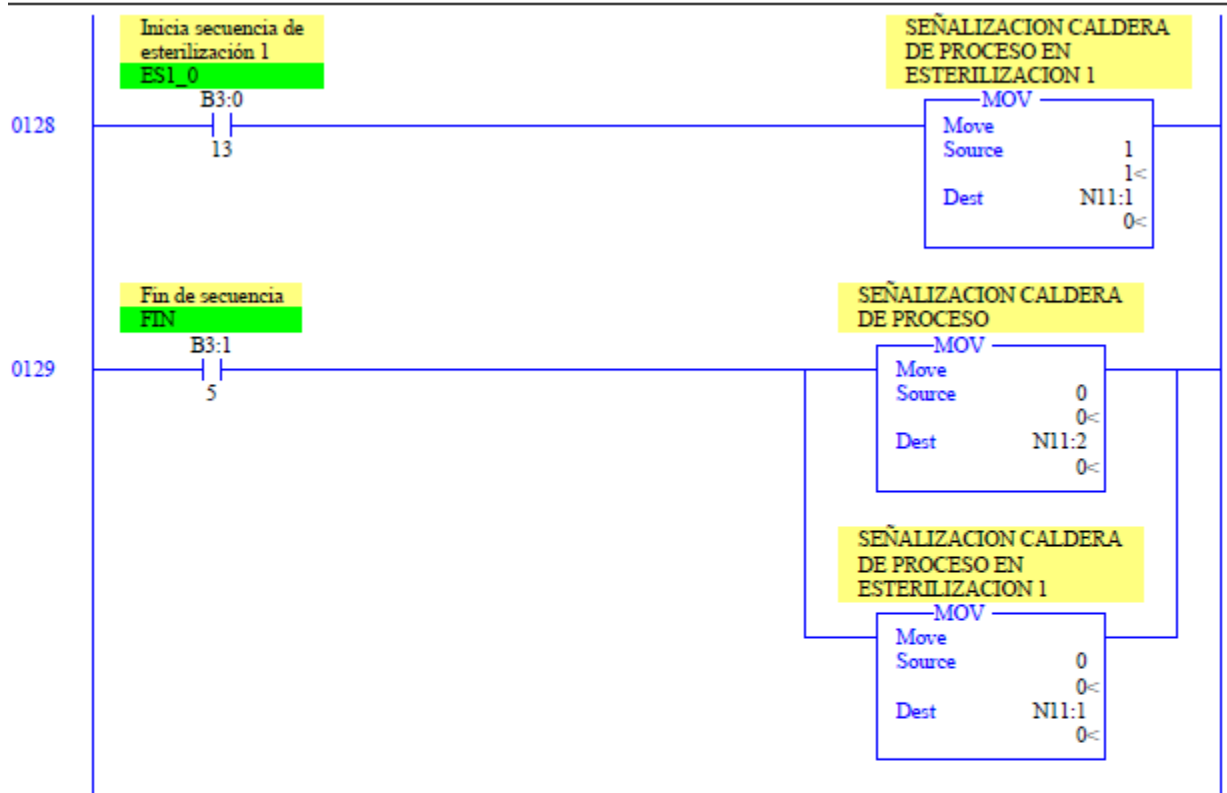 Inicia secuencia de
esterilización 1
ES1_0
B3:0
13
0128
SEÑALIZACION CALDERA
DE PROCESO EN
ESTERILIZACION 1
MOV
Move
Source 1
1<
Dest N11:1
0<
Fin de secuencia
FIN
B3:1
5
0129
SEÑALIZACION CALDERA
DE PROCESO
MOV
Move
Source 0
0<
Dest N11:2
0<
SEÑALIZACION CALDERA
DE PROCESO EN
ESTERILIZACION 1
MOV
Move
Source 0
0<
Dest N11:1
0<